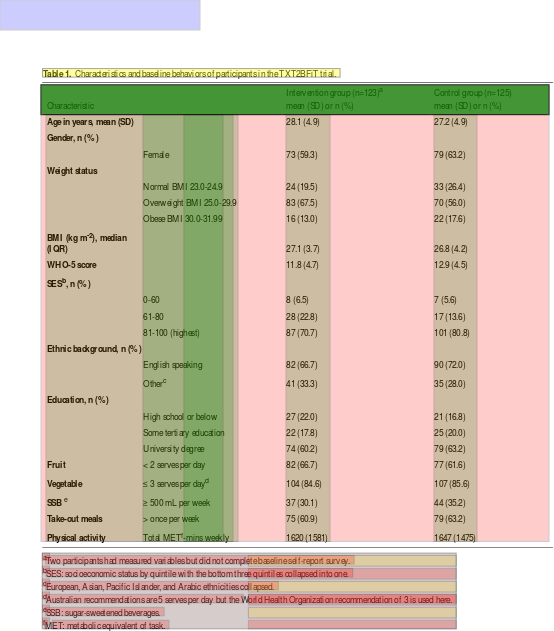 Table 1. Characteristics and baseline behaviors of participants in the TXT2BFiT trial.
Intervention group (n=123)a Control group (n=125)
Characteristic mean (SD) or n (%) mean (SD) or n (%)
Age in years, mean (SD) 28.1 (4.9) 27.2 (4.9)
Gender, n (%)
Female 73 (59.3) 79 (63.2)
Weight status
Normal BMI 23.0-24.9 24 (19.5) 33 (26.4)
Overweight BMI 25.0-29.9 83 (67.5) 70 (56.0)
Obese BMI 30.0-31.99 16 (13.0) 22 (17.6)
BMI (kg m-2), median
(IQR) 27.1 (3.7) 26.8 (4.2)
WHO-5 score 11.8 (4.7) 12.9 (4.5)
SESb, n (%)
0-60 8 (6.5) 7 (5.6)
61-80 28 (22.8) 17 (13.6)
81-100 (highest) 87 (70.7) 101 (80.8)
Ethnic background, n (%)
English speaking 82 (66.7) 90 (72.0)
Otherc 41 (33.3) 35 (28.0)
Education, n (%)
High school or below 27 (22.0) 21 (16.8)
Some tertiary education 22 (17.8) 25 (20.0)
University degree 74 (60.2) 79 (63.2)
Fruit < 2 serves per day 82 (66.7) 77 (61.6)
Vegetable ≤ 3 serves per dayd 104 (84.6) 107 (85.6)
SSB e ≥ 500 mL per week 37 (30.1) 44 (35.2)
Take-out meals > once per week 75 (60.9) 79 (63.2)
Physical activity Total METf-mins weekly 1620 (1581) 1647 (1475)
Two participants had measured variables but did not complete baseline self-report survey.
SES: socioeconomic status by quintile with the bottom three quintiles collapsed into one.
European, Asian, Pacific Islander, and Arabic ethnicities collapsed.
Australian recommendations are 5 serves per day but the World Health Organization recommendation of 3 is used here.
SSB: sugar-sweetened beverages.
MET: metabolic equivalent of task.